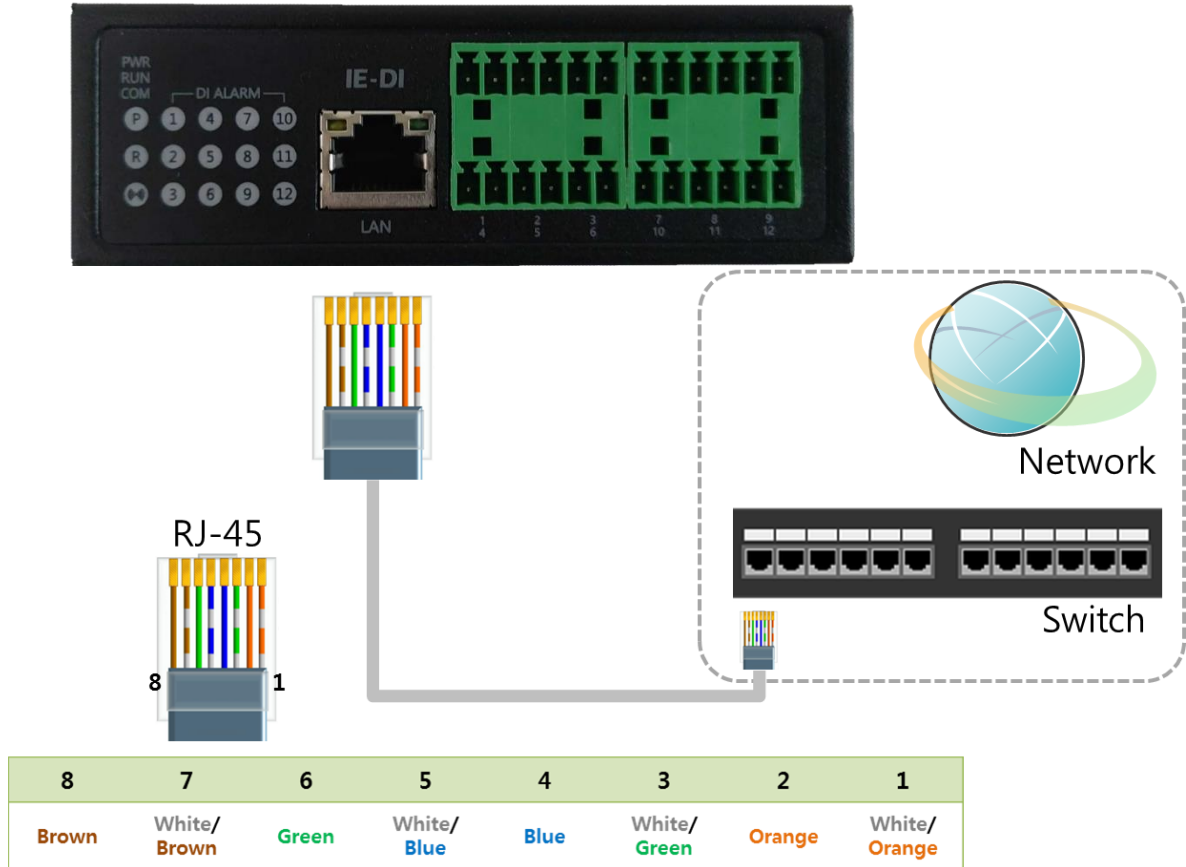 PWR
RUN
COM
DI ALARM
P 1 4 7 10
R 2 5 8 11
3 6 9 12
IE-DI
LAN
1 2 3 7 8 9
4 5 6 10 11 12
Network
Switch
RJ-45
8 1
8 7 6 5 4 3 2 1
Brown White/ Green White/ Blue White/ Orange White/
Brown Blue Green Orange